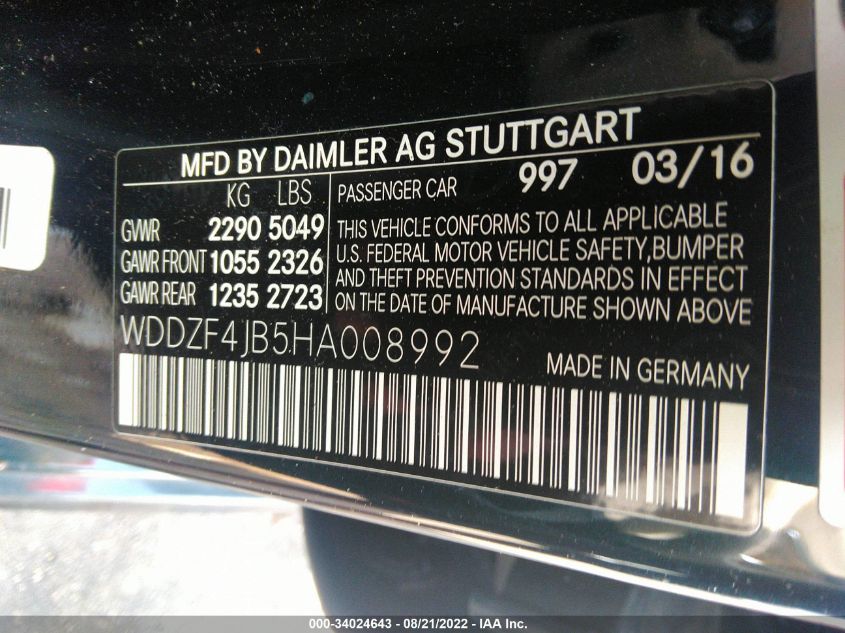 MFD BY DAIMLER AG STUTTGART
KG LBS
GVWR 2290 5049
GAWR FRONT 1055 2326
GAWR REAR 1235 2723
PASSENGER CAR 997 03/16
THIS VEHICLE CONFORMS TO ALL APPLICABLE
U.S. FEDERAL MOTOR VEHICLE SAFETY,BUMPER
AND THEFT PREVENTION STANDARDS IN EFFECT
ON THE DATE OF MANUFACTURE SHOWN ABOVE
WDDZF4JB5HA008992
MADE IN GERMANY
000-34024643 - 08/21/2022 - IAA Inc.